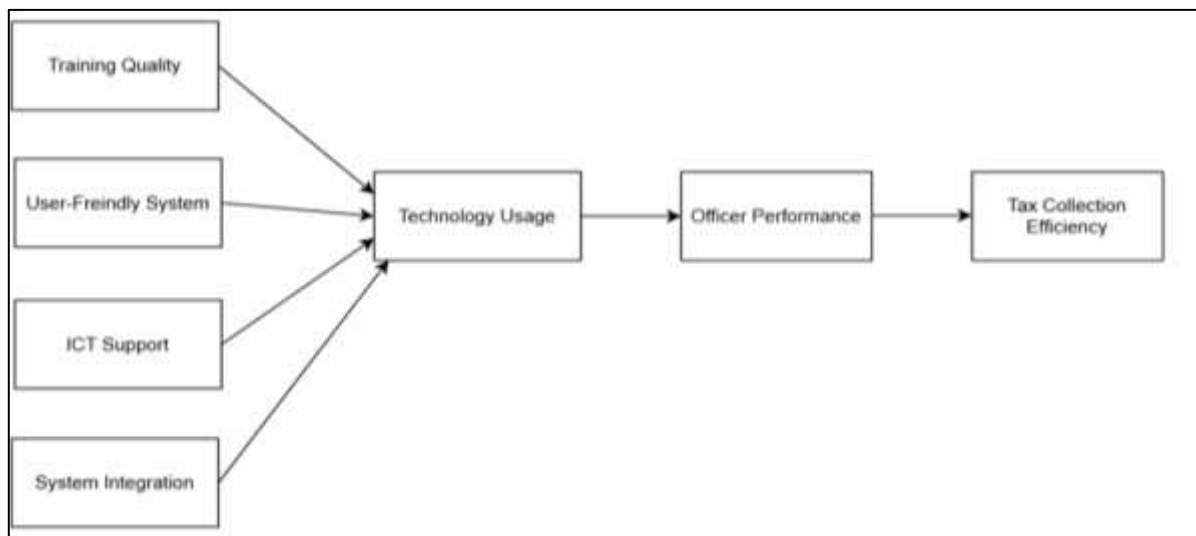 Training Quality
User-Freindly System
ICT Support
System Integration
Technology Usage
Officer Performance
Tax Collection
Efficiency